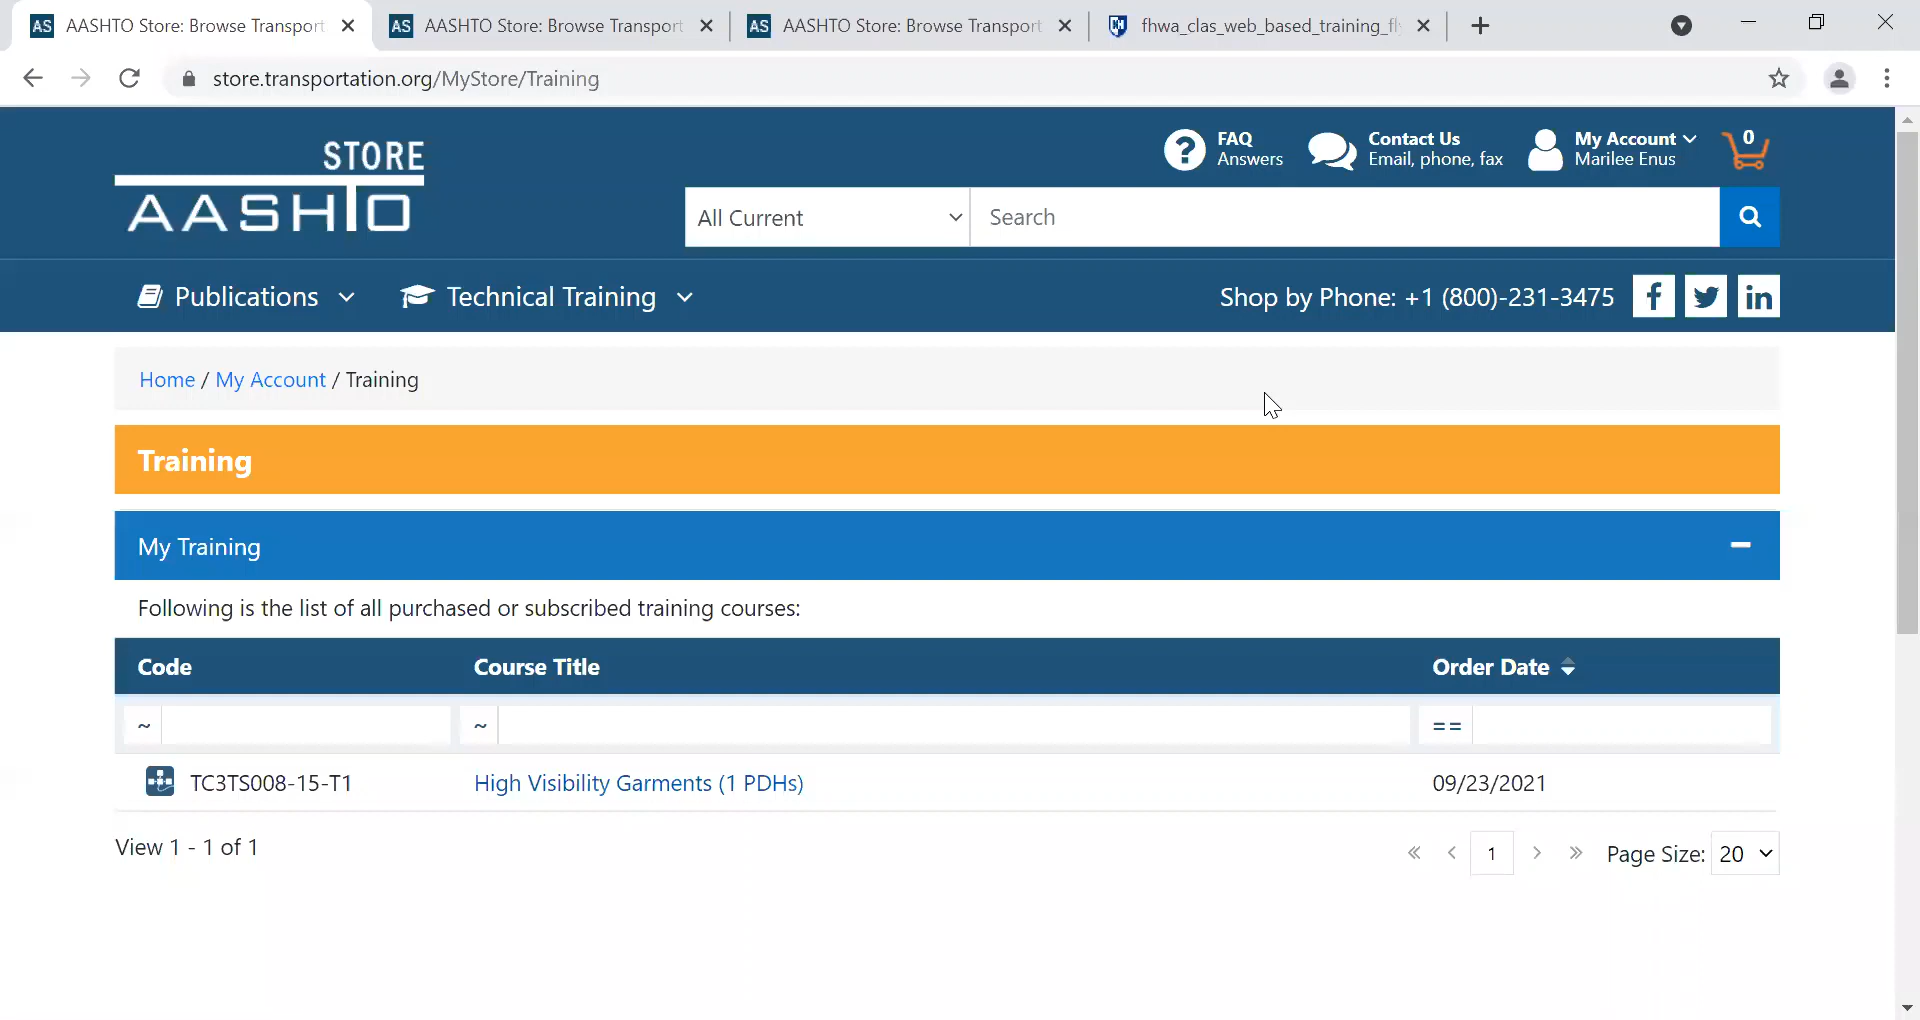 AS AASHTO Store: Browse Transport
AS AASHTO Store: Browse Transport
AS AASHTO Store: Browse Transport
fhwa_clas_web_based_training_fl
store.transportation.org/MyStore/Training
STORE
AASHTO
FAQ
Answers
Contact Us
Email, phone, fax
My Account
Marilee Enus
0
All Current
Search
Publications
Technical Training
Shop by Phone: +1 (800)-231-3475
Home / My Account / Training
Training
My Training
Following is the list of all purchased or subscribed training courses:
Code Course Title Order Date
~ ~ ==
TC3TS008-15-T1 High Visibility Garments (1 PDHs) 09/23/2021
View 1 - 1 of 1
« < 1 > » Page Size: 20